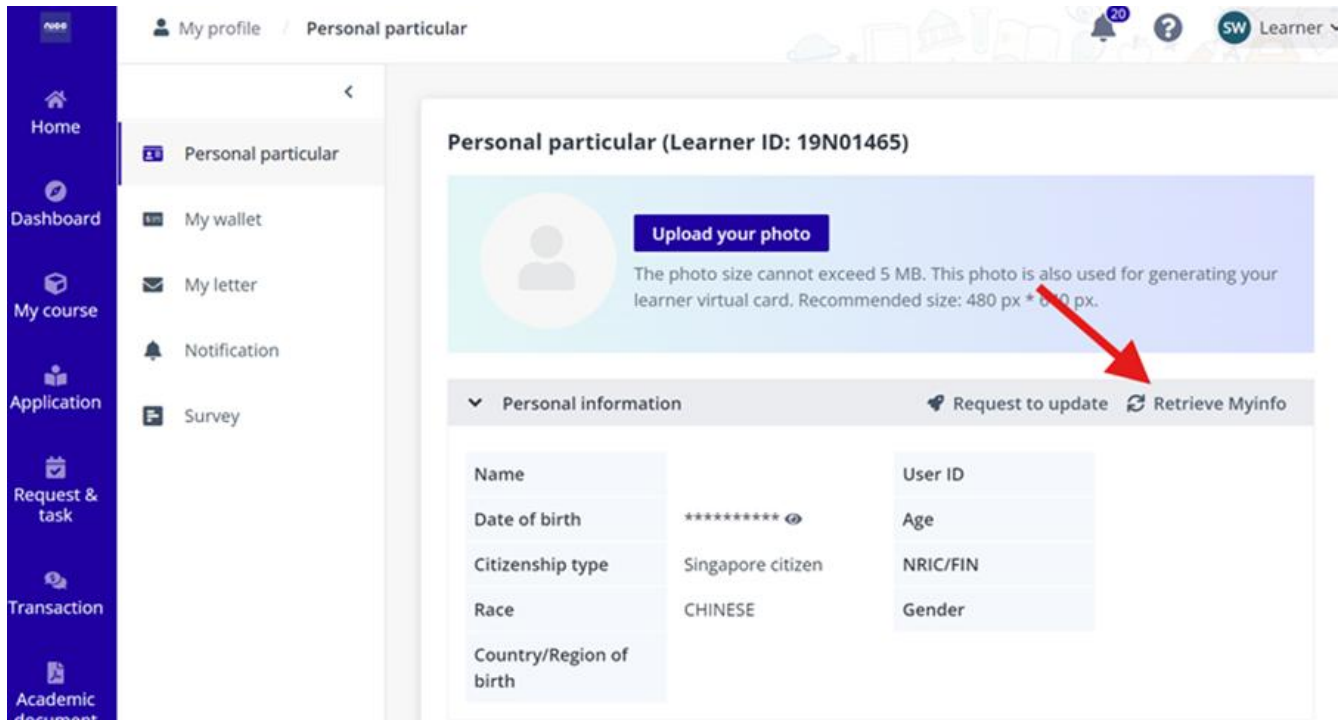 niec
My profile / Personal particular
20
SW Learner
Home
Dashboard
My course
Application
Request &
task
Transaction
Academic
document
Personal particular
My wallet
My letter
Notification
Survey
Personal particular (Learner ID: 19N01465)
Upload your photo
The photo size cannot exceed 5 MB. This photo is also used for generating your
learner virtual card. Recommended size: 480 px * px.
Personal information
Request to update
Retrieve Myinfo
Name
User ID
Date of birth ********** 
Age
Citizenship type Singapore citizen
NRIC/FIN
Race CHINESE
Gender
Country/Region of
birth